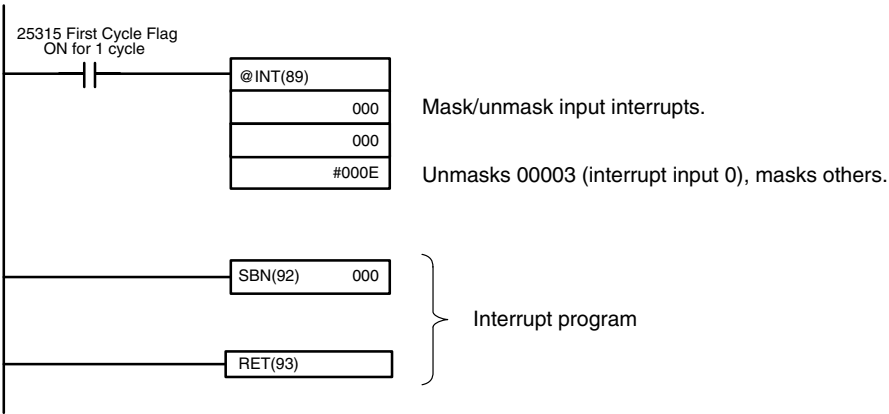 25315 First Cycle Flag
ON for 1 cycle
@INT(89)
000 Mask/unmask input interrupts.
000
#000E Unmasks 00003 (interrupt input 0), masks others.
SBN(92) 000
Interrupt program
RET(93)